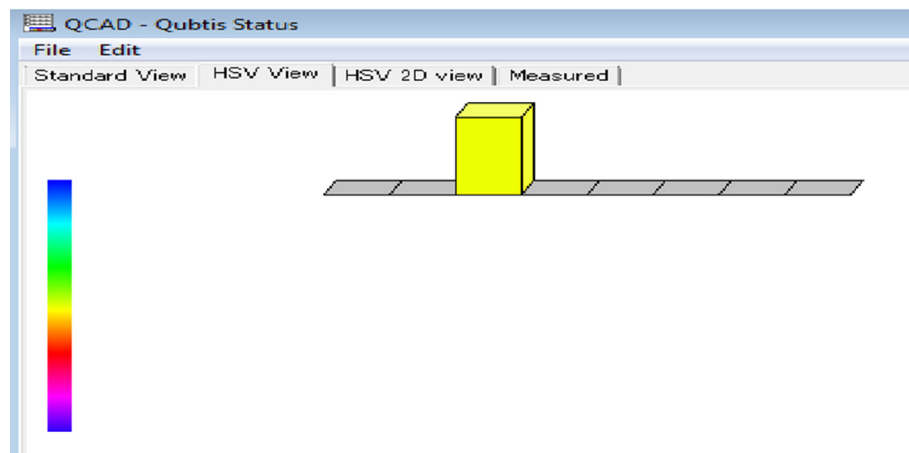 QCAD - Qubtis Status
File Edit
Standard View HSV View HSV 2D view Measured